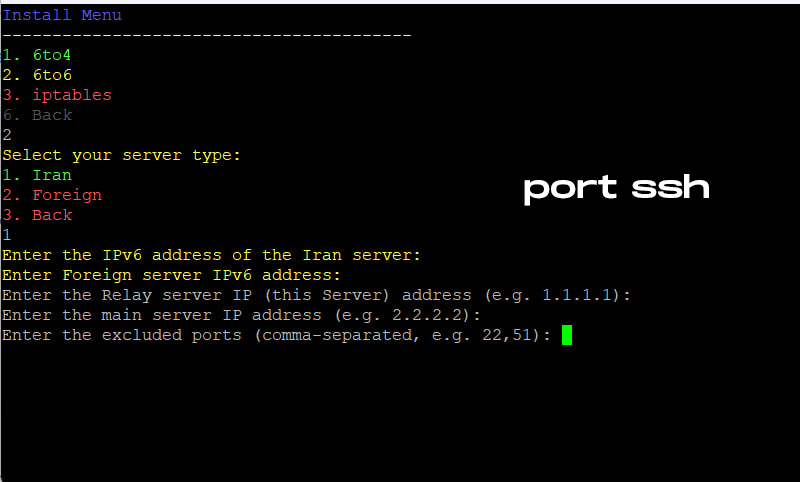 Install Menu
-----------------------------------------
1. 6to4
2. 6to6
3. iptables
6. Back
2
Select your server type:
1. Iran
2. Foreign
3. Back
1
port ssh
Enter the IPv6 address of the Iran server:
Enter Foreign server IPv6 address:
Enter the Relay server IP (this Server) address (e.g. 1.1.1.1):
Enter the main server IP address (e.g. 2.2.2.2):
Enter the excluded ports (comma-separated, e.g. 22,51):